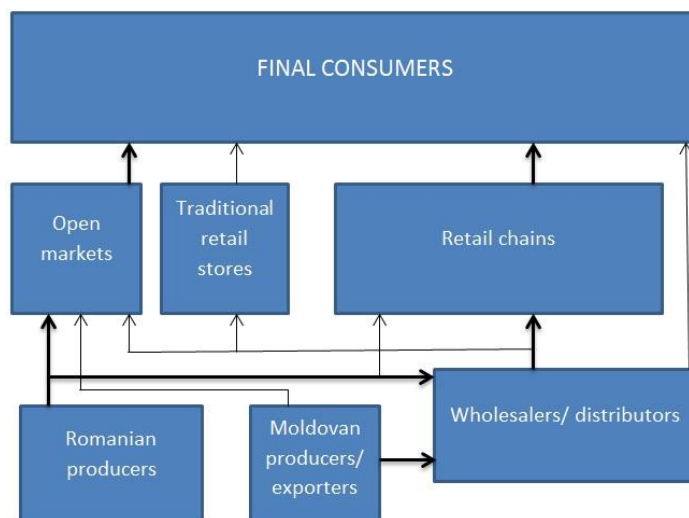 FINAL CONSUMERS
Open
markets
Traditional
retail
stores
Retail chains
Romanian
producers
Moldovan
producers/
exporters
Wholesalers/ distributors